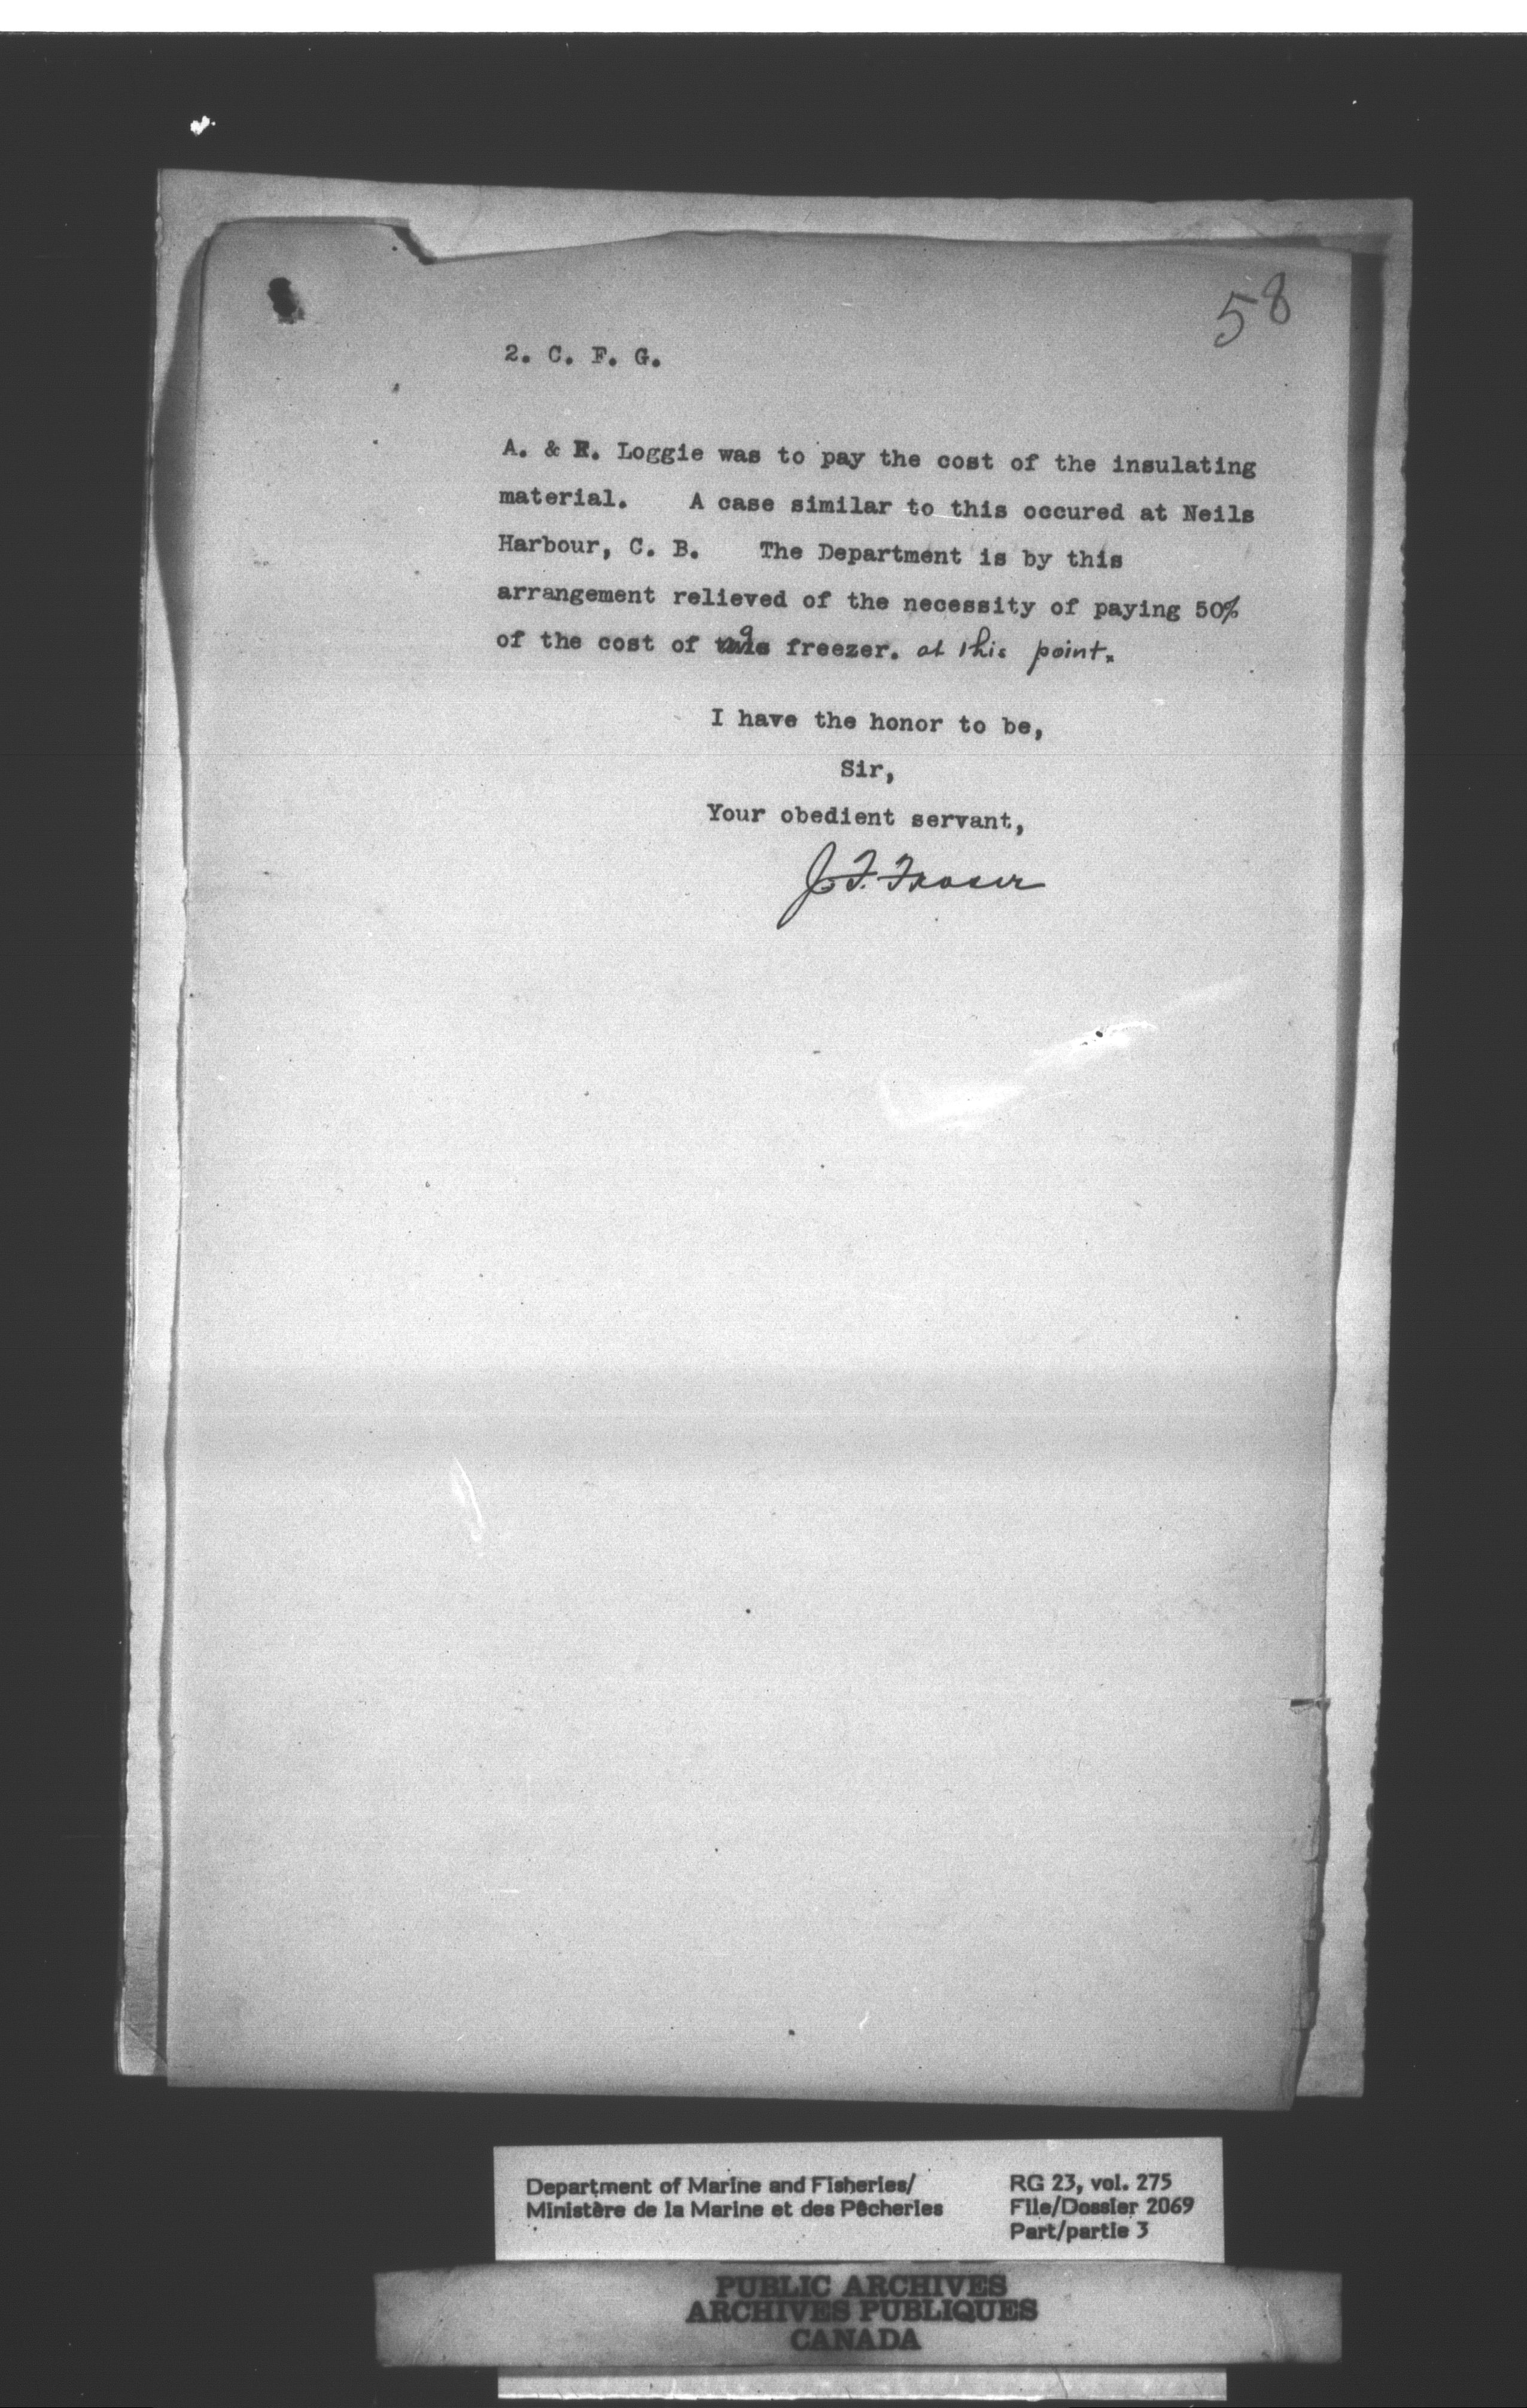 58
2. C. F. G.
A. & R. Loggie was to pay the cost of the insulating
material. A case similar to this occured at Neils
Harbour, C. B. The Department is by this
arrangement relieved of the necessity of paying 50%
of the cost of a freezer. at this point.
I have the honor to be,
Sir,
Your obedient servant,
J. F. Fraser
Department of Marine and Fisheries/
Ministère de la Marine et des Pêcheries
RG 23, vol. 275
File/Dossier 2069
Part/partie 3
PUBLIC ARCHIVES
ARCHIVES PUBLIQUES
CANADA